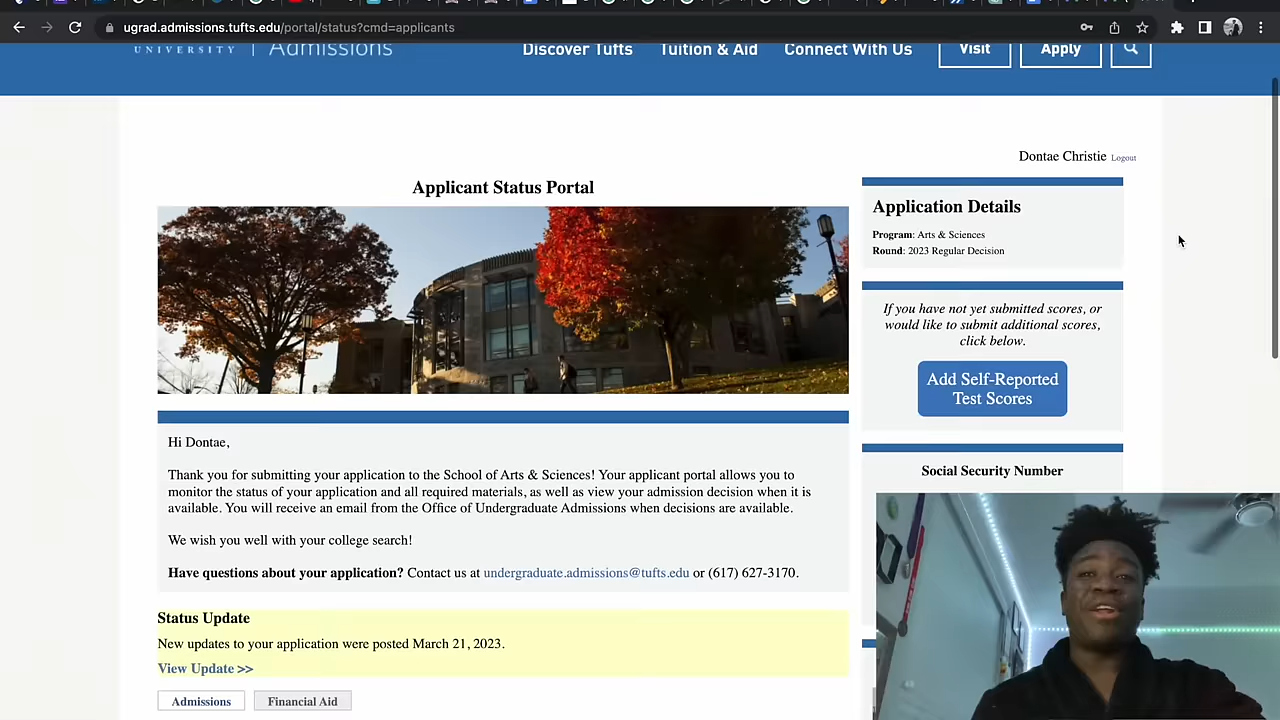 ugrad.admissions.tufts.edu/portal/status?cmd=applicants
UNIVERSITY | Admissions
Discover Tufts
Tuition & Aid
Connect With Us
Visit
Apply
Dontae Christie Logout
Applicant Status Portal
Application Details
Program: Arts & Sciences
Round: 2023 Regular Decision
If you have not yet submitted scores, or
would like to submit additional scores,
click below.
Add Self-Reported
Test Scores
Social Security Number
Hi Dontae,
Thank you for submitting your application to the School of Arts & Sciences! Your applicant portal allows you to
monitor the status of your application and all required materials, as well as view your admission decision when it is
available. You will receive an email from the Office of Undergraduate Admissions when decisions are available.
We wish you well with your college search!
Have questions about your application? Contact us at undergraduate.admissions@tufts.edu or (617) 627-3170.
Status Update
New updates to your application were posted March 21, 2023.
View Update >>
Admissions
Financial Aid